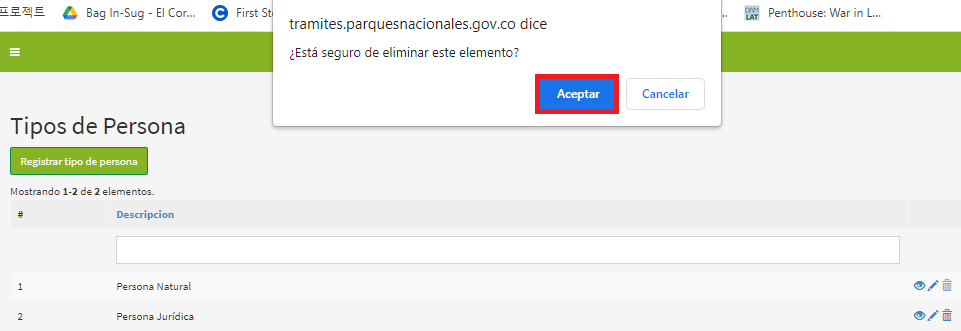 프로젝트
Bag In-Sug - El Cor...
First St
Penthouse: War in L...
DNM LAT
tramites.parquesnacionales.gov.co dice
¿Está seguro de eliminar este elemento?
Aceptar
Cancelar
Tipos de Persona
Registrar tipo de persona
Mostrando 1-2 de 2 elementos.
# Descripcion
1 Persona Natural
2 Persona Jurídica